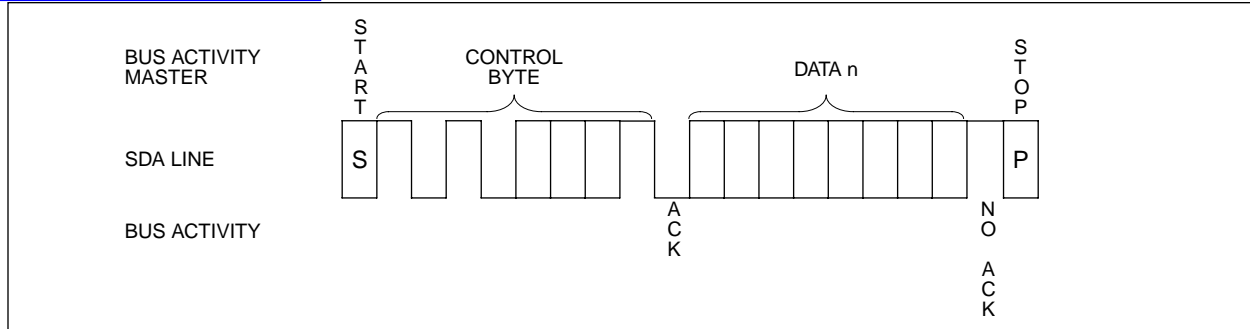 BUS ACTIVITY
MASTER
START
CONTROL
BYTE
DATA n
STOP
SDA LINE
S
P
BUS ACTIVITY
ACK
NO ACK